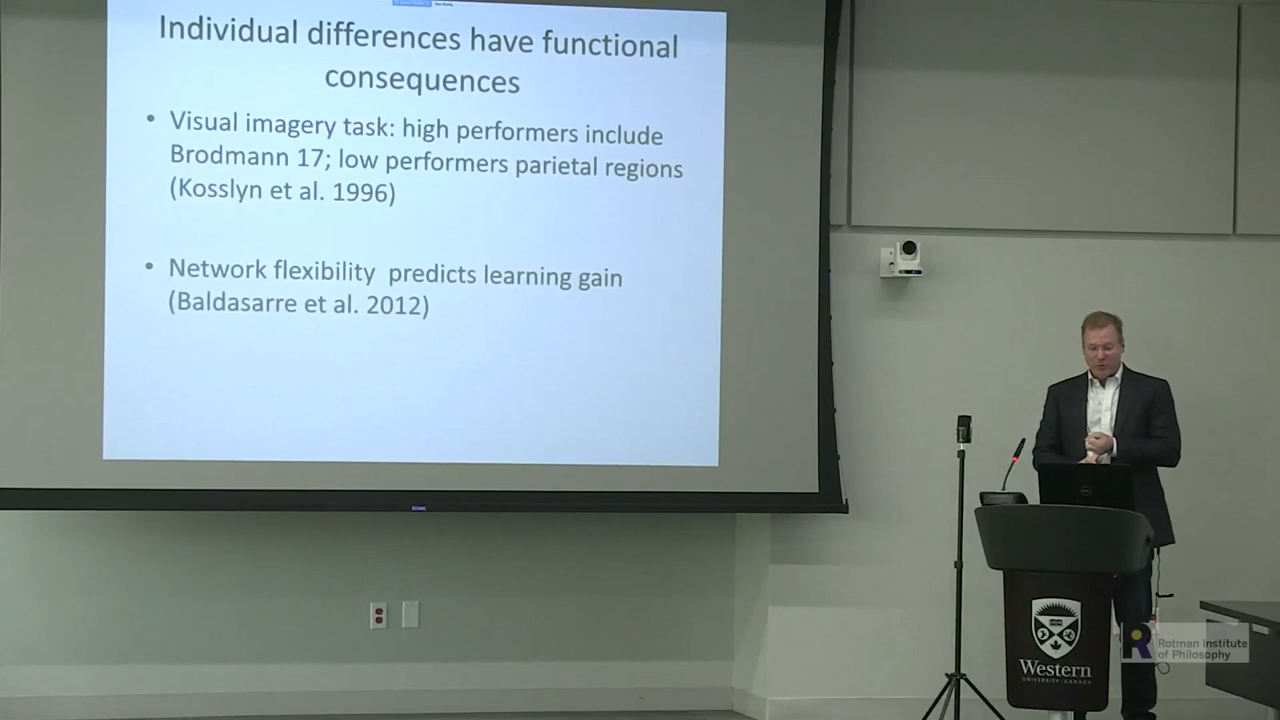 Individual differences have functional
consequences
• Visual imagery task: high performers include
Brodmann 17; low performers parietal regions
(Kosslyn et al. 1996)
• Network flexibility predicts learning gain
(Baldasarre et al. 2012)
Western
UNIVERSITY · CANADA
R
Rotman Institute
of Philosophy